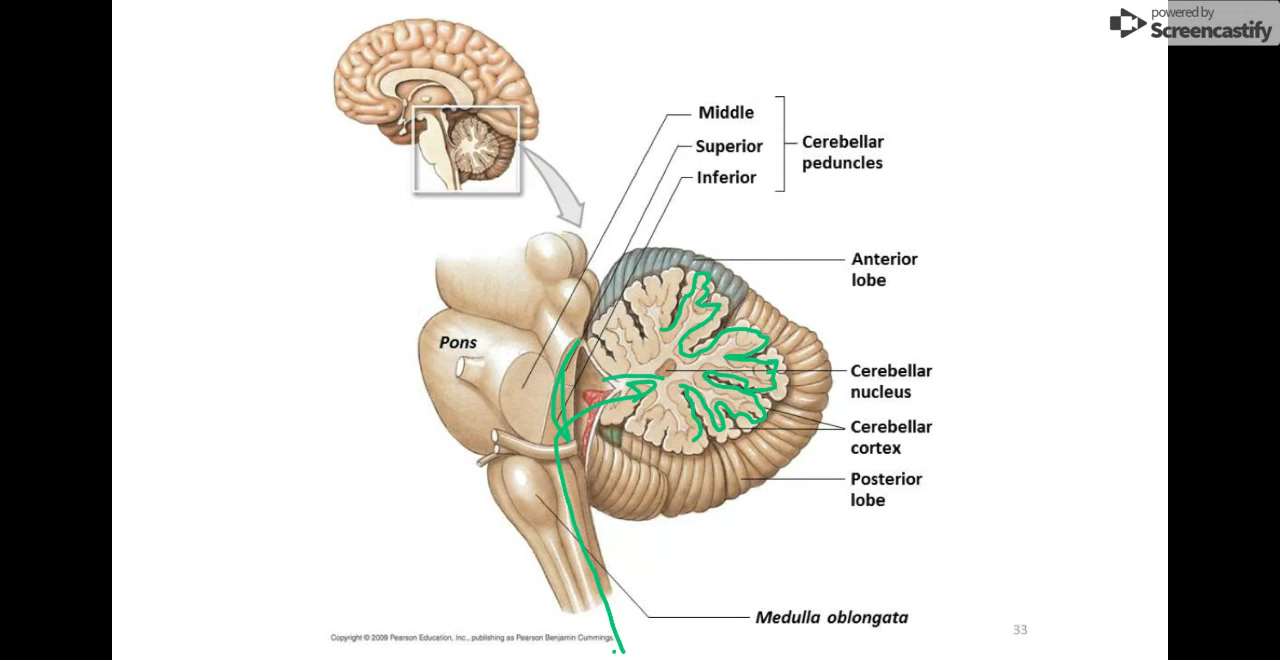 powered by
Screencastify
Middle
Superior
Inferior
Cerebellar
peduncles
Anterior
lobe
Pons
Cerebellar
nucleus
Cerebellar
cortex
Posterior
lobe
Medulla oblongata
Copyright © 2009 Pearson Education, Inc., publishing as Pearson Benjamin Cummings.
33